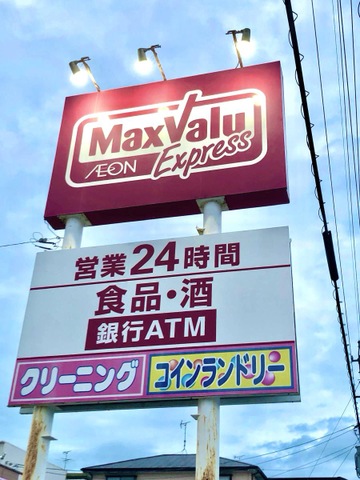 MaxValu
ÆON Express
営業24時間
食品・酒
銀行ATM
クリーニング
コインランドリー